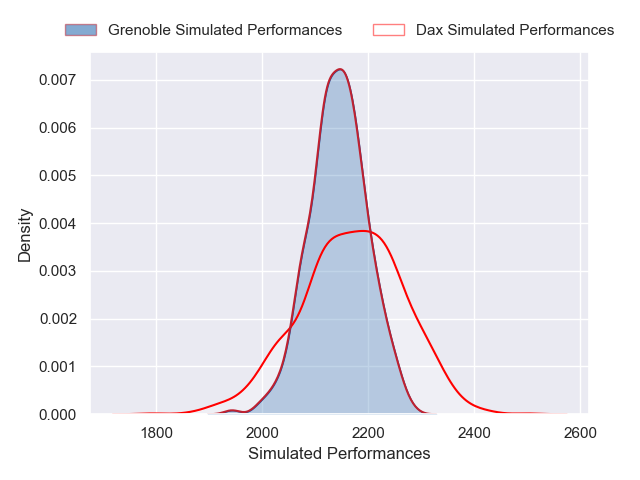 Grenoble Simulated Performances Dax Simulated Performances
0.007
0.006
0.005
0.004
0.003
0.002
0.001
0.000
Density
1800 2000 2200 2400 2600
Simulated Performances